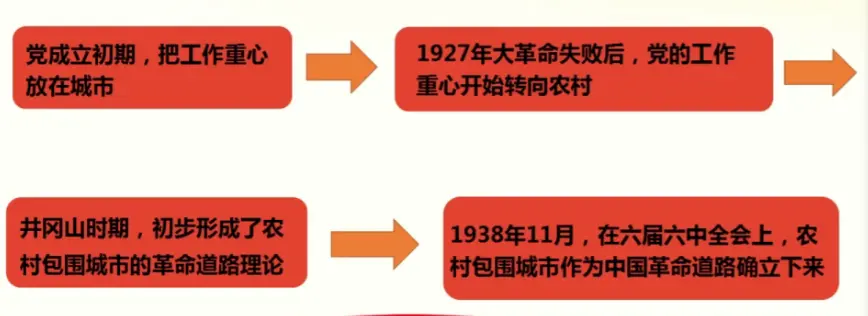 党成立初期，把工作重心
放在城市
1927年大革命失败后，党的工作
重心开始转向农村
井冈山时期，初步形成了农
村包围城市的革命道路理论
1938年11月，在六届六中全会上，农
村包围城市作为中国革命道路确立下来